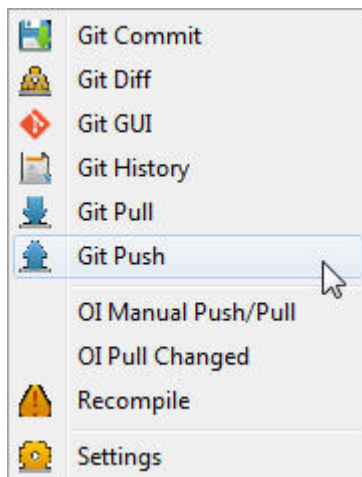 Git Commit
Git Diff
Git GUI
Git History
Git Pull
Git Push
OI Manual Push/Pull
OI Pull Changed
Recompile
Settings